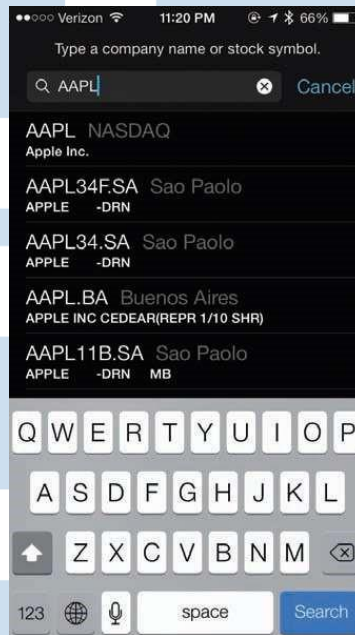 Verizon 11:20 PM 66%
Type a company name or stock symbol.
AAPL Cancel
AAPL NASDAQ
Apple Inc.
AAPL34F.SA Sao Paolo
APPLE -DRN
AAPL34.SA Sao Paolo
APPLE -DRN
AAPL.BA Buenos Aires
APPLE INC CEDEAR(REPR 1/10 SHR)
AAPL11B.SA Sao Paolo
APPLE -DRN MB
Q W E R T Y U I O P
A S D F G H J K L
Z X C V B N M
123 space Search